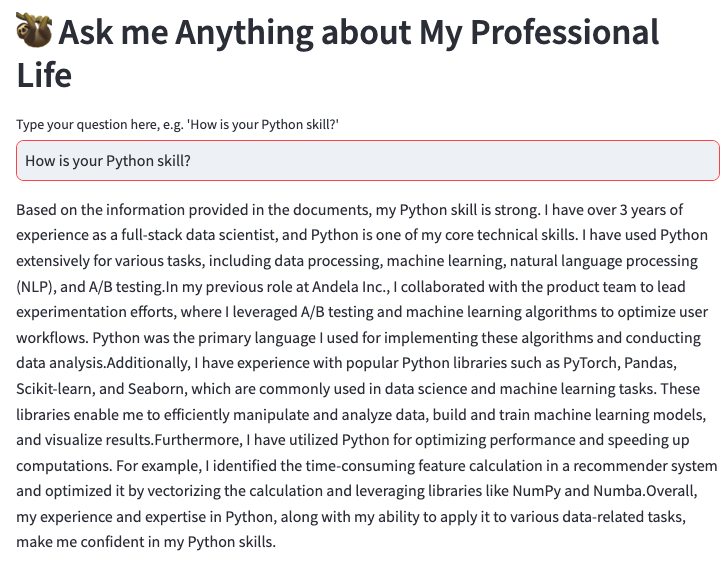 Ask me Anything about My Professional
Life
Type your question here, e.g. 'How is your Python skill?'
How is your Python skill?
Based on the information provided in the documents, my Python skill is strong. I have over 3 years of
experience as a full-stack data scientist, and Python is one of my core technical skills. I have used Python
extensively for various tasks, including data processing, machine learning, natural language processing
(NLP), and A/B testing.In my previous role at Andela Inc., I collaborated with the product team to lead
experimentation efforts, where I leveraged A/B testing and machine learning algorithms to optimize user
workflows. Python was the primary language I used for implementing these algorithms and conducting
data analysis.Additionally, I have experience with popular Python libraries such as PyTorch, Pandas,
Scikit-learn, and Seaborn, which are commonly used in data science and machine learning tasks. These
libraries enable me to efficiently manipulate and analyze data, build and train machine learning models,
and visualize results.Furthermore, I have utilized Python for optimizing performance and speeding up
computations. For example, I identified the time-consuming feature calculation in a recommender system
and optimized it by vectorizing the calculation and leveraging libraries like NumPy and Numba.Overall,
my experience and expertise in Python, along with my ability to apply it to various data-related tasks,
make me confident in my Python skills.